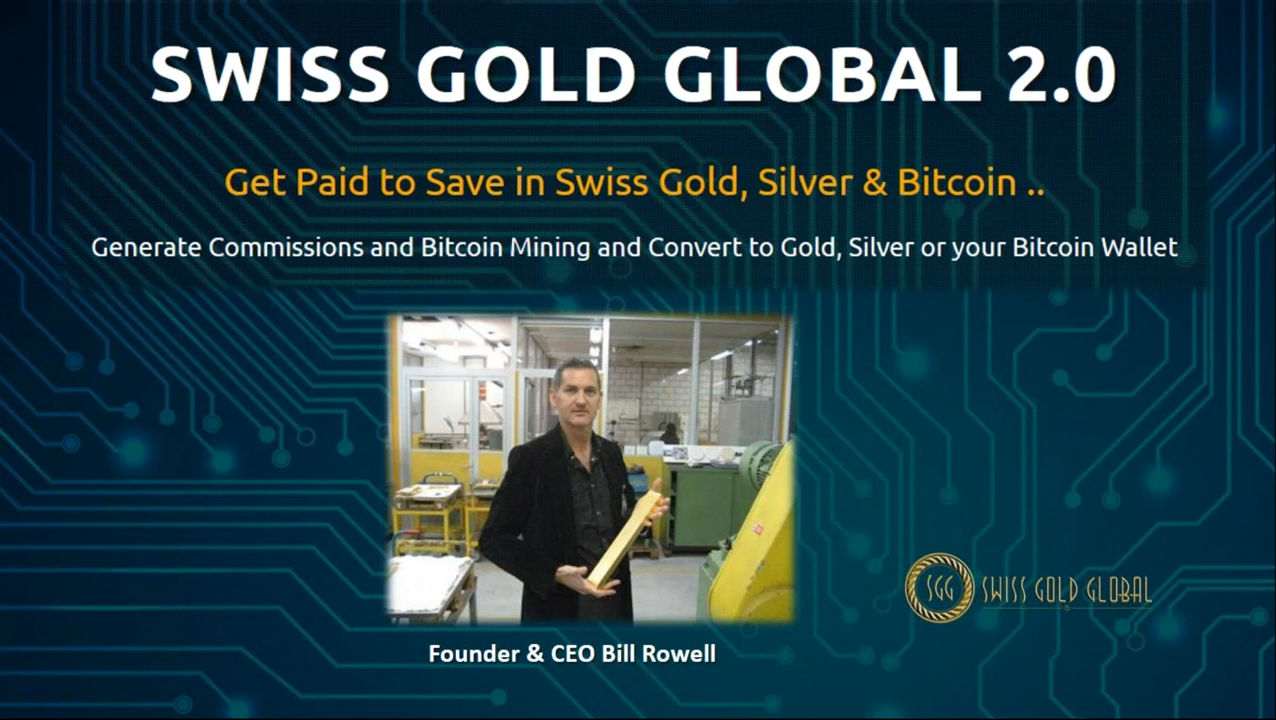 SWISS GOLD GLOBAL 2.0
Get Paid to Save in Swiss Gold, Silver & Bitcoin ..
Generate Commissions and Bitcoin Mining and Convert to Gold, Silver or your Bitcoin Wallet
SGG SWISS GOLD GLOBAL
®
Founder & CEO Bill Rowell